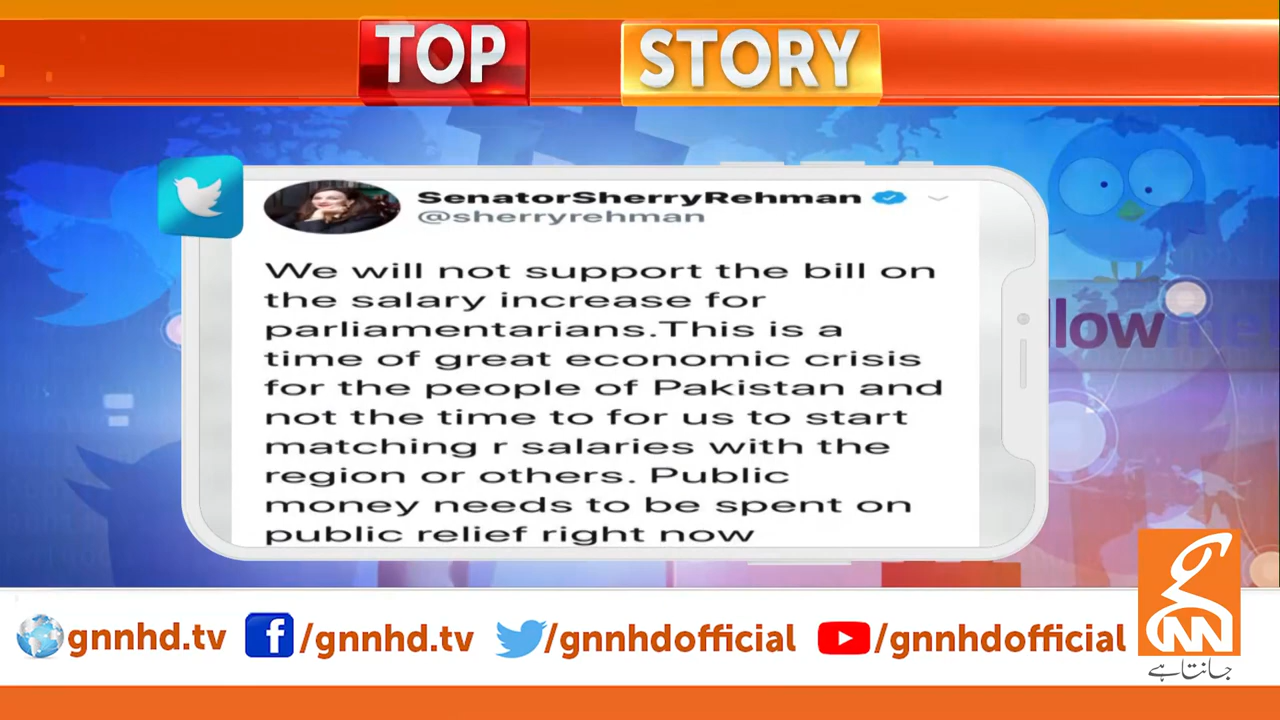 TOP STORY
SenatorSherryRehman
@sherryrehman
We will not support the bill on
the salary increase for
parliamentarians.This is a
time of great economic crisis
for the people of Pakistan and
not the time to for us to start
matching r salaries with the
region or others. Public
money needs to be spent on
public relief right now
llow me
gnnhd.tv
/gnnhd.tv
/gnnhdofficial
/gnnhdofficial
GNN
جانتا ہے